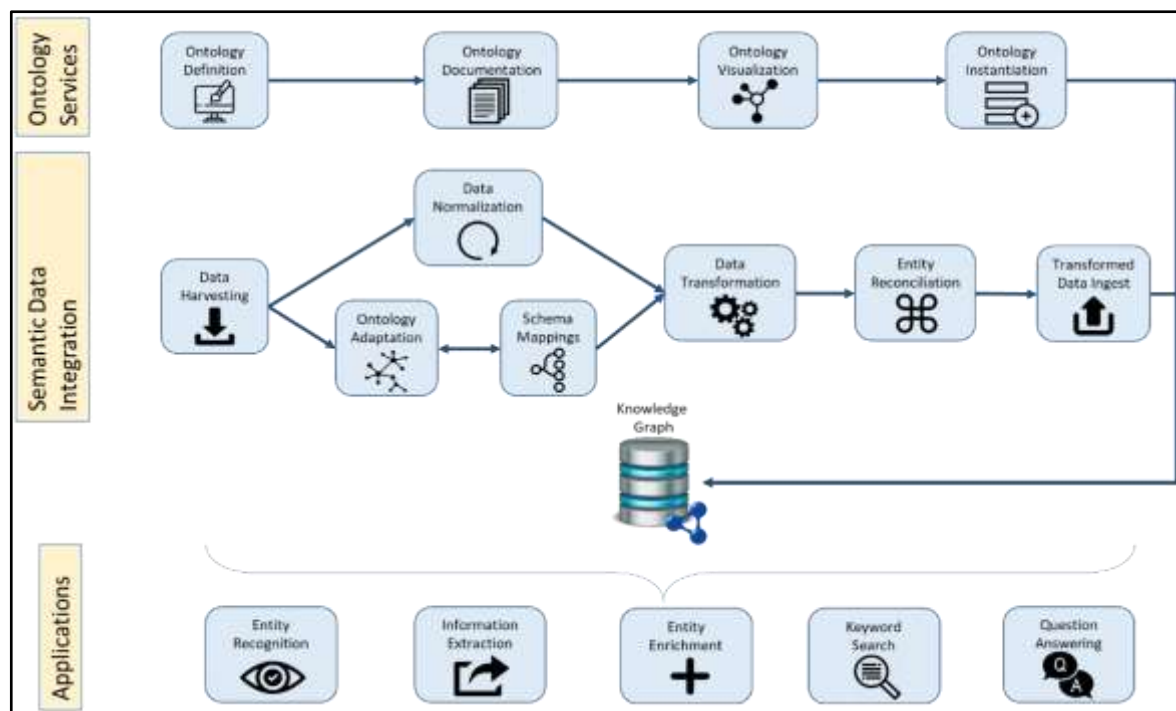 Ontology
Services
Ontology
Definition
Ontology
Documentation
Ontology
Visualization
Ontology
Instantiation
Semantic Data
Integration
Data
Harvesting
Data
Normalization
Ontology
Adaptation
Schema
Mappings
Data
Transformation
Entity
Reconciliation
Transformed
Data Ingest
Knowledge
Graph
Applications
Entity
Recognition
Information
Extraction
Entity
Enrichment
Keyword
Search
Question
Answering
Q
A